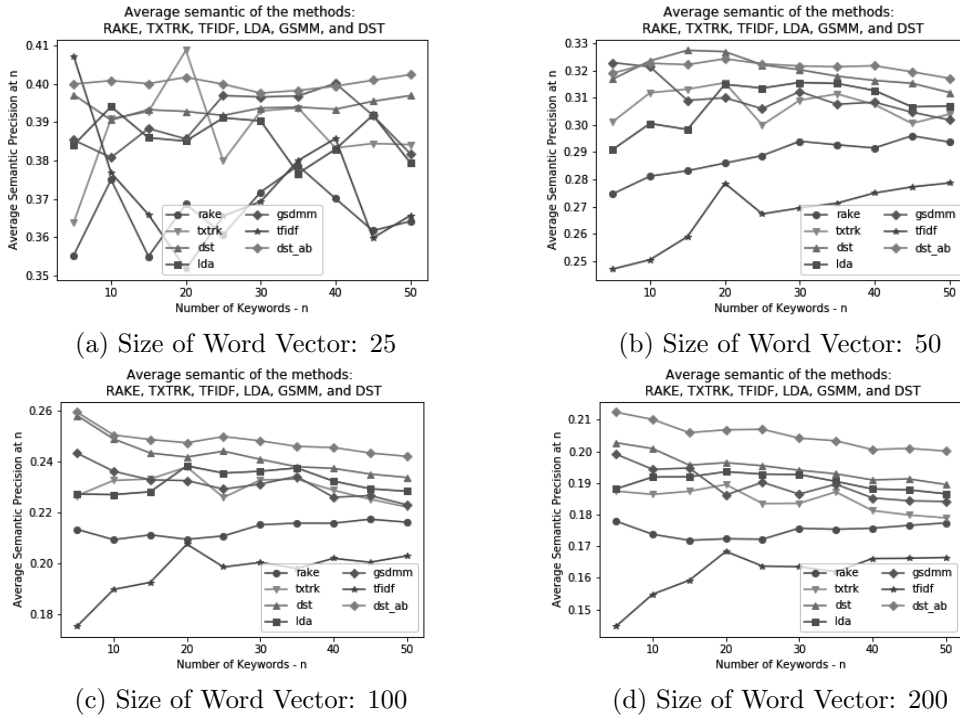 Average semantic of the methods:
RAKE, TXTRK, TFIDF, LDA, GSMM, and DST
0.41
0.40
0.39
0.38
0.37
0.36
0.35
Average Semantic Precision at n
rake
txtrk
dst
lda
gsdmm
tfidf
dst_ab
10
20
30
40
50
Number of Keywords - n
(a) Size of Word Vector: 25
Average semantic of the methods:
RAKE, TXTRK, TFIDF, LDA, GSMM, and DST
0.33
0.32
0.31
0.30
0.29
0.28
0.27
0.26
0.25
Average Semantic Precision at n
rake
txtrk
dst
lda
gsdmm
tfidf
dst_ab
10
20
30
40
50
Number of Keywords - n
(b) Size of Word Vector: 50
Average semantic of the methods:
RAKE, TXTRK, TFIDF, LDA, GSMM, and DST
0.26
0.24
0.22
0.20
0.18
Average Semantic Precision at n
rake
txtrk
dst
lda
gsdmm
tfidf
dst_ab
10
20
30
40
50
Number of Keywords - n
(c) Size of Word Vector: 100
Average semantic of the methods:
RAKE, TXTRK, TFIDF, LDA, GSMM, and DST
0.21
0.20
0.19
0.18
0.17
0.16
0.15
Average Semantic Precision at n
rake
txtrk
dst
lda
gsdmm
tfidf
dst_ab
10
20
30
40
50
Number of Keywords - n
(d) Size of Word Vector: 200